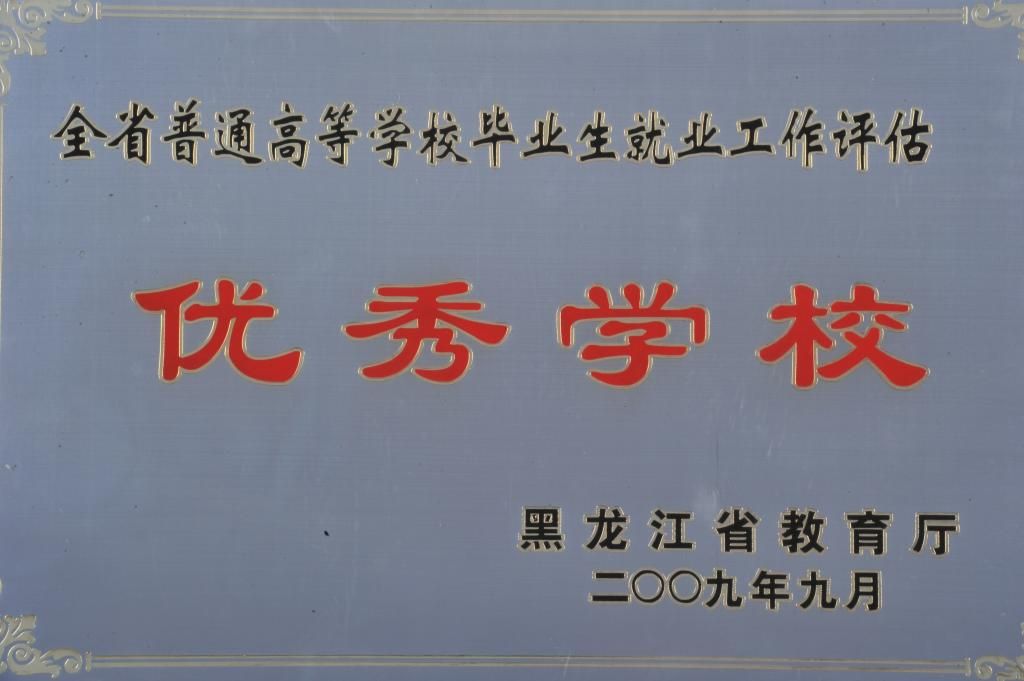 全省普通高等学校毕业生就业工作评估
优秀学校
黑龙江省教育厅
二〇〇九年九月